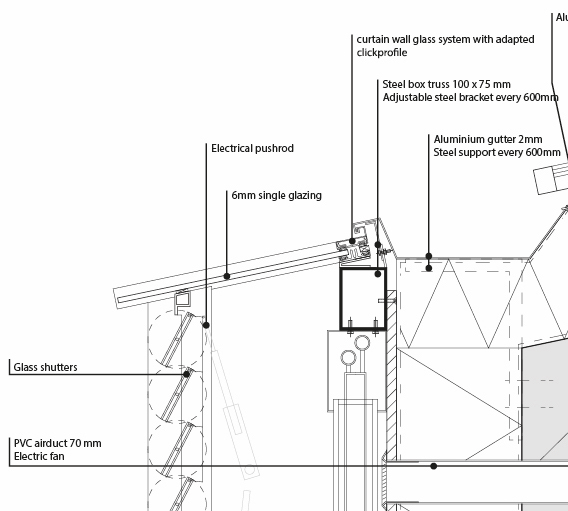 Alu
curtain wall glass system with adapted
clickprofile
Steel box truss 100 x 75 mm
Adjustable steel bracket every 600mm
Aluminium gutter 2mm
Steel support every 600mm
Electrical pushrod
6mm single glazing
Glass shutters
PVC airduct 70 mm
Electric fan